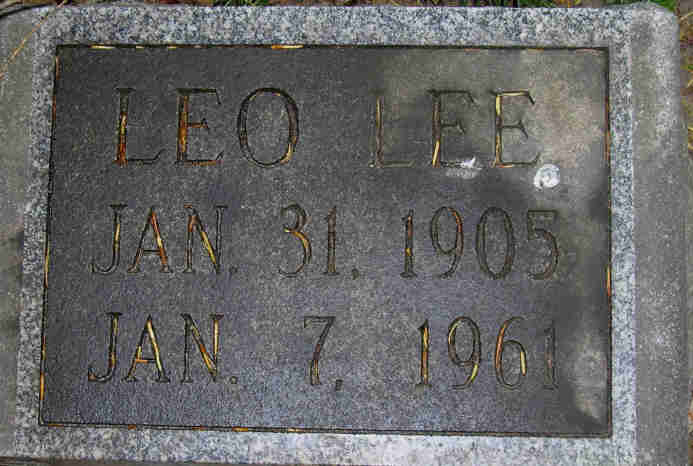 LEO LEE
JAN. 31, 1905
JAN. 7, 1961